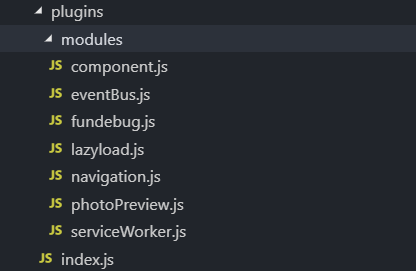 plugins
modules
JS component.js
JS eventBus.js
JS fundebug.js
JS lazyload.js
JS navigation.js
JS photoPreview.js
JS serviceWorker.js
JS index.js